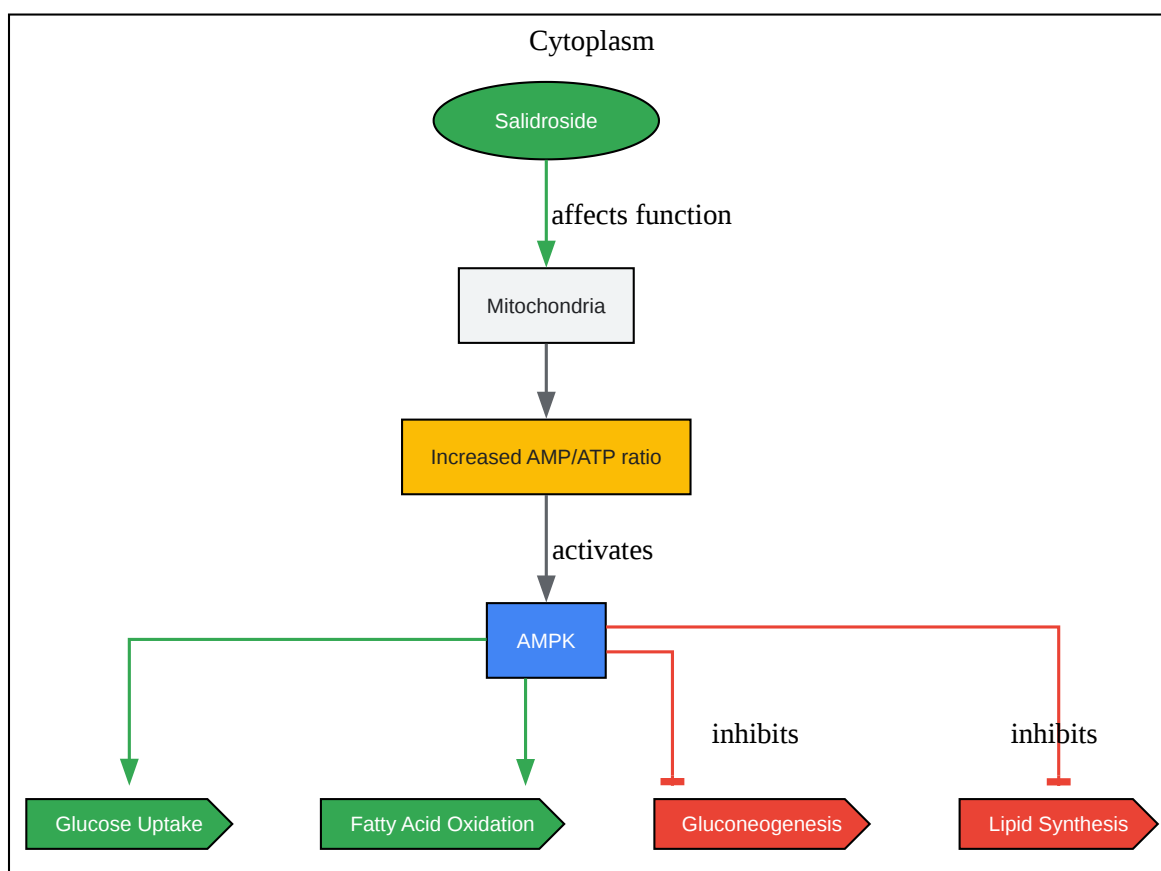 Cytoplasm
Salidroside
affects function
Mitochondria
Increased AMP/ATP ratio
activates
AMPK
inhibits
inhibits
Glucose Uptake
Fatty Acid Oxidation
Gluconeogenesis
Lipid Synthesis